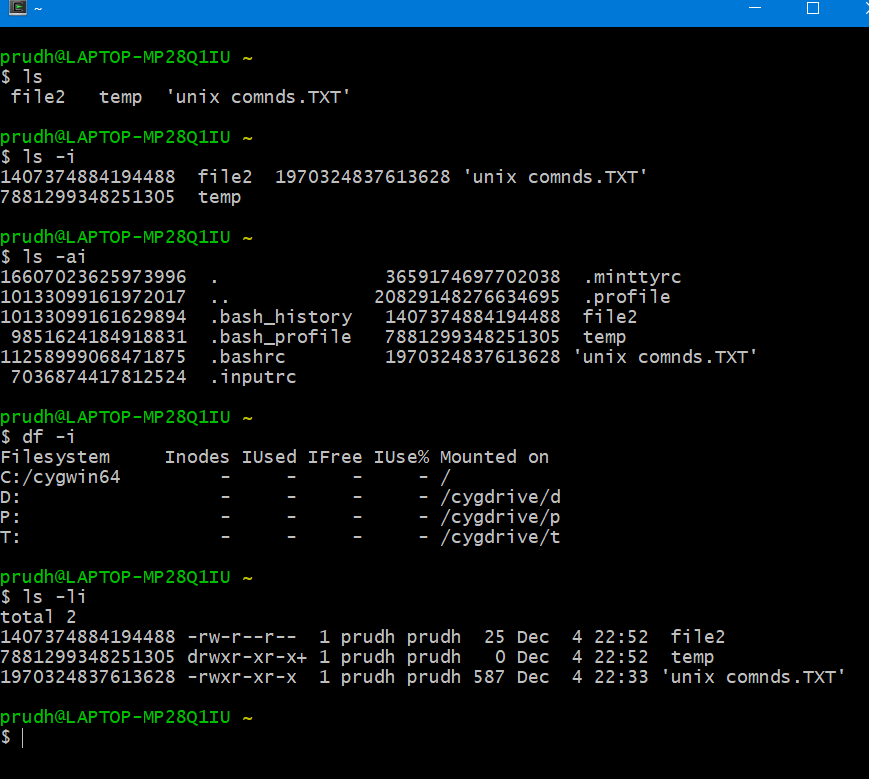 ~
prudh@LAPTOP-MP28Q1IU ~
$ ls
 file2   temp  'unix comnds.TXT'
prudh@LAPTOP-MP28Q1IU ~
$ ls -i
1407374884194488  file2  1970324837613628 'unix comnds.TXT'
7881299348251305  temp
prudh@LAPTOP-MP28Q1IU ~
$ ls -ai
16607023625973996  .               3659174697702038  .minttyrc
10133099161972017  ..             20829148276634695  .profile
10133099161629894  .bash_history   1407374884194488  file2
 9851624184918831  .bash_profile   7881299348251305  temp
11258999068471875  .bashrc         1970324837613628 'unix comnds.TXT'
 7036874417812524  .inputrc
prudh@LAPTOP-MP28Q1IU ~
$ df -i
Filesystem     Inodes IUsed IFree IUse% Mounted on
C:/cygwin64         -     -     -     - /
D:                  -     -     -     - /cygdrive/d
P:                  -     -     -     - /cygdrive/p
T:                  -     -     -     - /cygdrive/t
prudh@LAPTOP-MP28Q1IU ~
$ ls -li
total 2
1407374884194488 -rw-r--r--  1 prudh prudh  25 Dec  4 22:52  file2
7881299348251305 drwxr-xr-x+ 1 prudh prudh   0 Dec  4 22:52  temp
1970324837613628 -rwxr-xr-x  1 prudh prudh 587 Dec  4 22:33 'unix comnds.TXT'
prudh@LAPTOP-MP28Q1IU ~
$